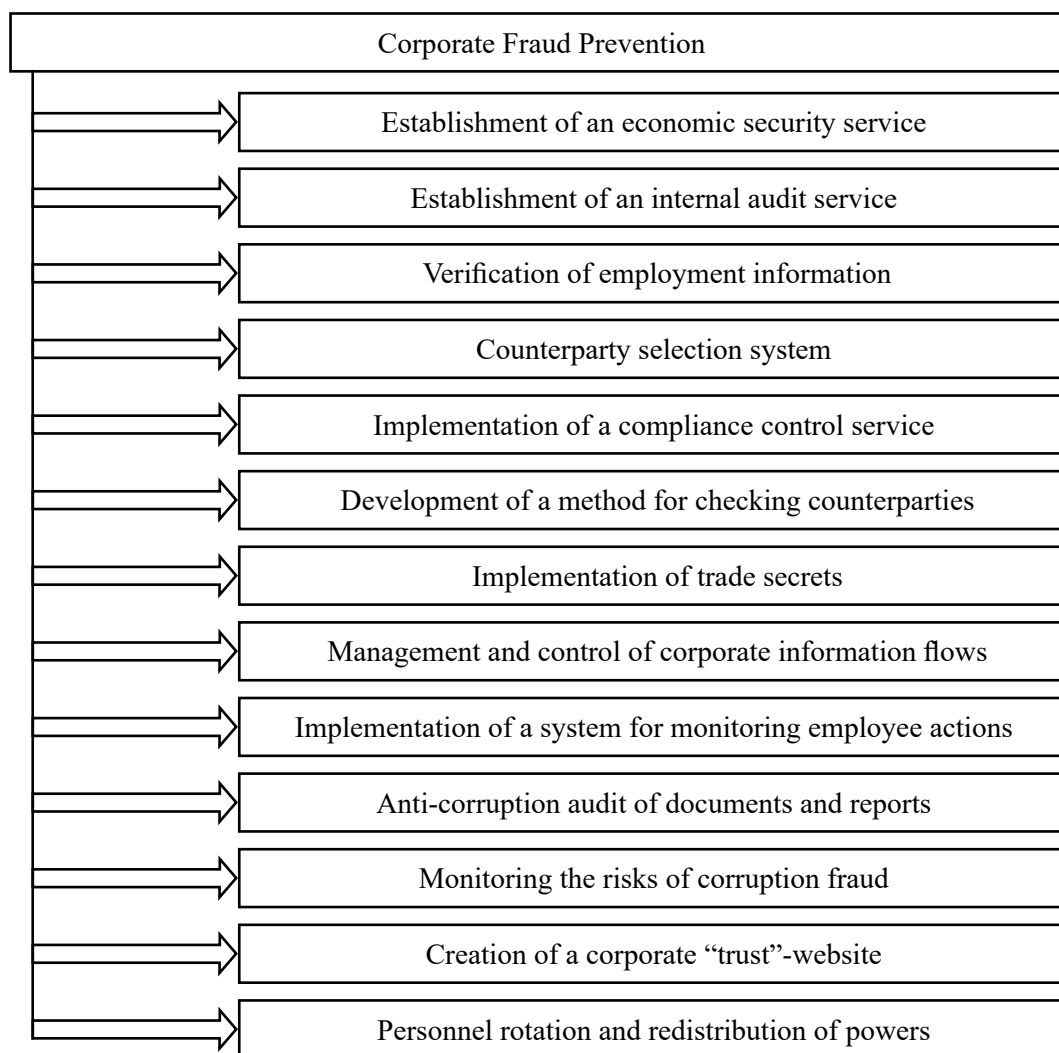 Corporate Fraud Prevention
Establishment of an economic security service
Establishment of an internal audit service
Verification of employment information
Counterparty selection system
Implementation of a compliance control service
Development of a method for checking counterparties
Implementation of trade secrets
Management and control of corporate information flows
Implementation of a system for monitoring employee actions
Anti-corruption audit of documents and reports
Monitoring the risks of corruption fraud
Creation of a corporate “trust”-website
Personnel rotation and redistribution of powers